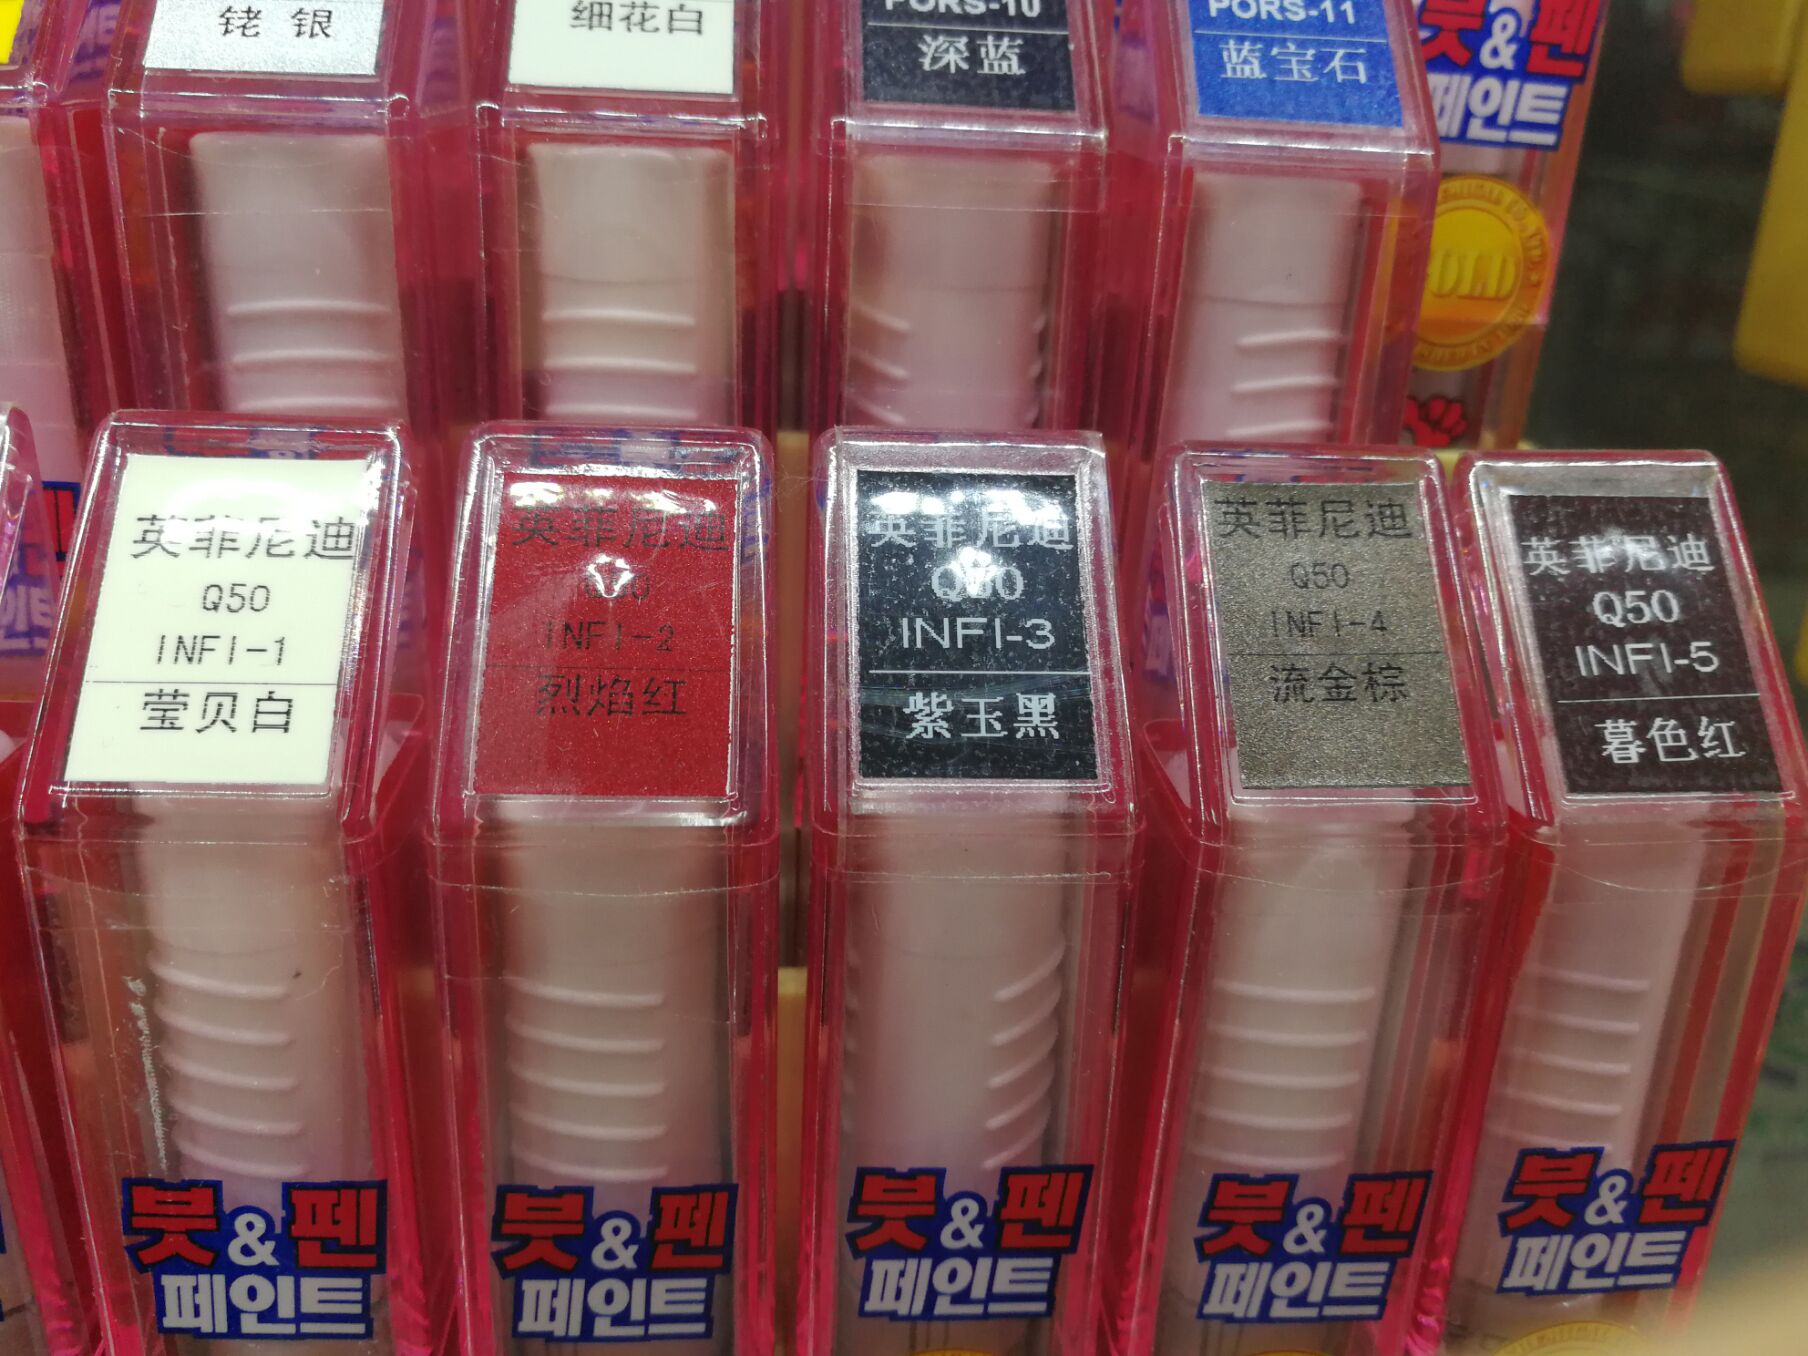 铑银
细花白
PORS-10
深蓝
PORS-11
蓝宝石
붓&펜
페인트
GOLD
英菲尼迪
Q50
INFI-1
莹贝白
英菲尼迪
Q50
INFI-2
烈焰红
英菲尼迪
Q50
INFI-3
紫玉黑
英菲尼迪
Q50
INFI-4
流金棕
英菲尼迪
Q50
INFI-5
暮色红
붓&펜
페인트
붓&펜
페인트
붓&펜
페인트
붓&펜
페인트
붓&펜
페인트